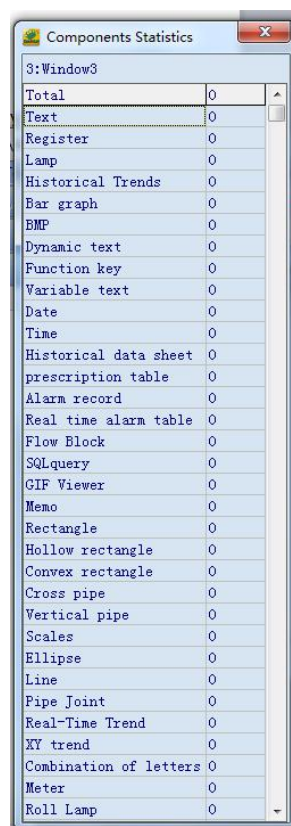 Components Statistics
3:Window3
Total 0
Text 0
Register 0
Lamp 0
Historical Trends 0
Bar graph 0
BMP 0
Dynamic text 0
Function key 0
Variable text 0
Date 0
Time 0
Historical data sheet 0
prescription table 0
Alarm record 0
Real time alarm table 0
Flow Block 0
SQLquery 0
GIF Viewer 0
Memo 0
Rectangle 0
Hollow rectangle 0
Convex rectangle 0
Cross pipe 0
Vertical pipe 0
Scales 0
Ellipse 0
Line 0
Pipe Joint 0
Real-Time Trend 0
XY trend 0
Combination of letters 0
Meter 0
Roll Lamp 0